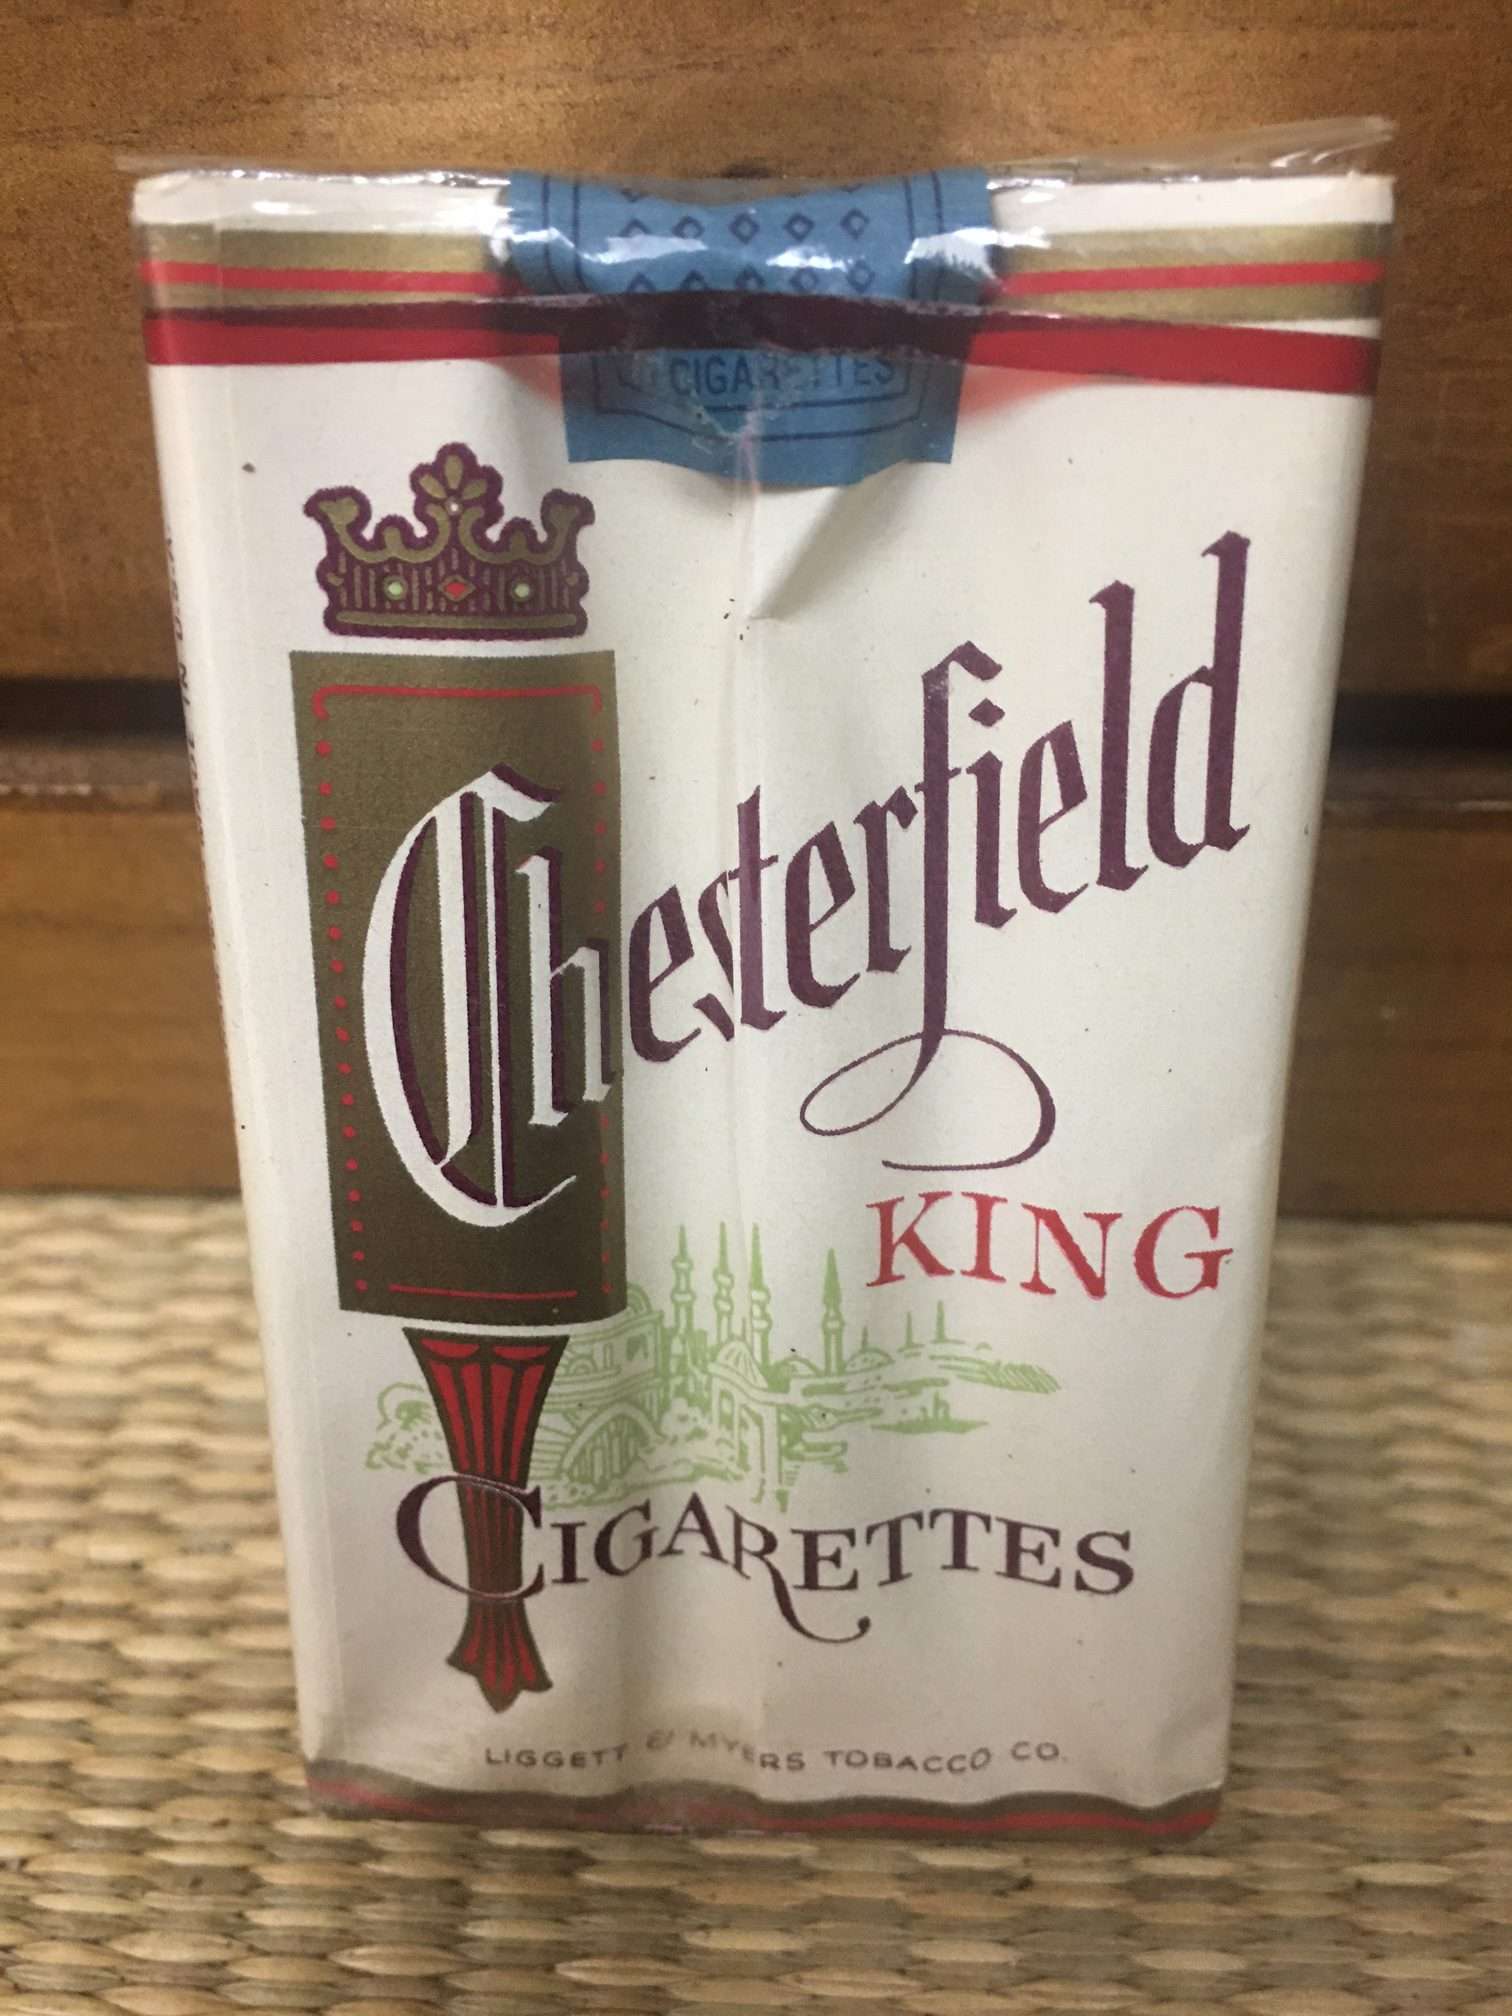 CIGARETTES
Chesterfield
KING
CIGARETTES
LIGGETT & MYERS TOBACCO CO.